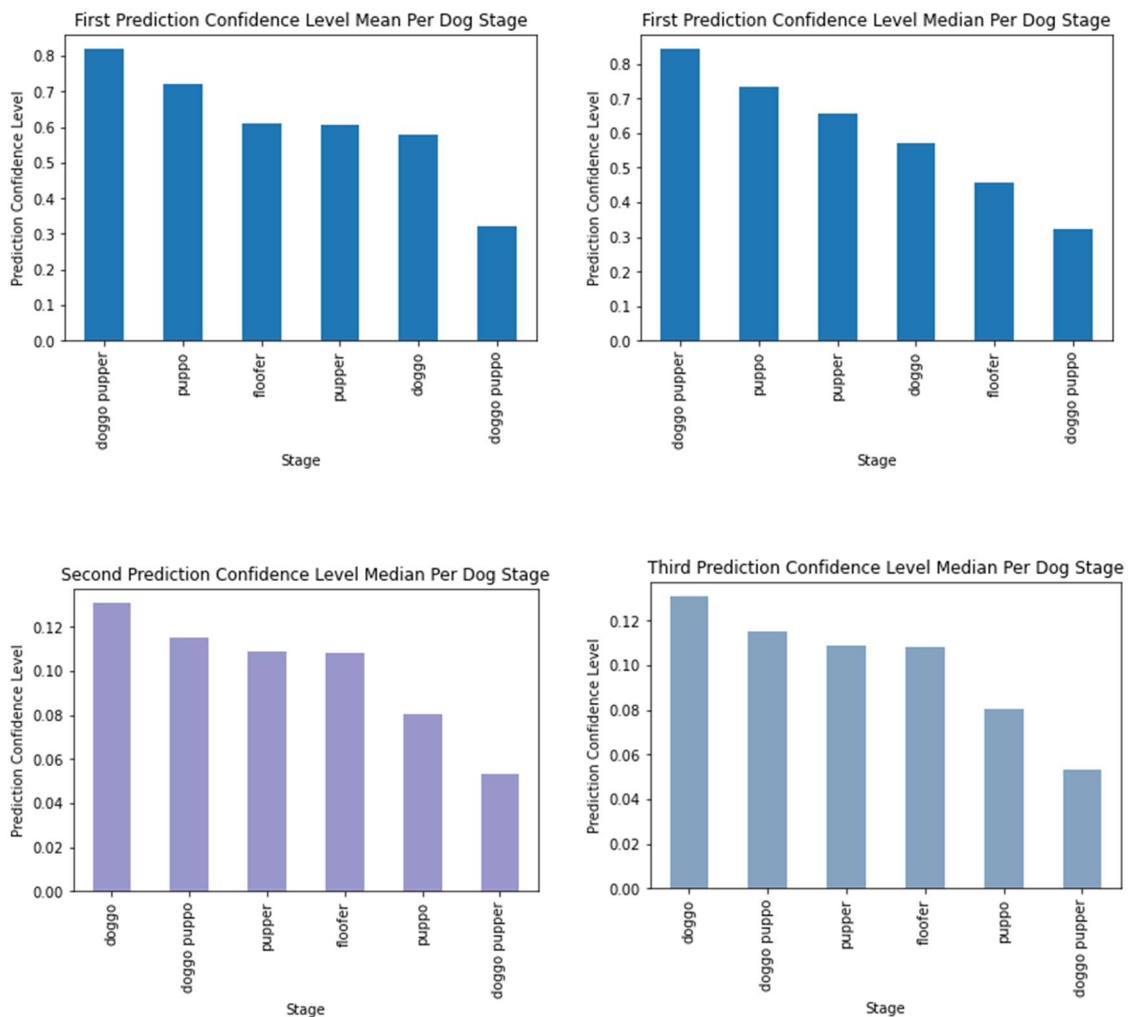 First Prediction Confidence Level Mean Per Dog Stage
Prediction Confidence Level
0.8
0.7
0.6
0.5
0.4
0.3
0.2
0.1
0.0
doggo pupper
puppo
floofer
pupper
doggo
doggo puppo
Stage
First Prediction Confidence Level Median Per Dog Stage
Prediction Confidence Level
0.8
0.7
0.6
0.5
0.4
0.3
0.2
0.1
0.0
doggo pupper
puppo
pupper
doggo
floofer
doggo puppo
Stage
Second Prediction Confidence Level Median Per Dog Stage
Prediction Confidence Level
0.12
0.10
0.08
0.06
0.04
0.02
0.00
doggo
doggo puppo
pupper
floofer
puppo
doggo pupper
Stage
Third Prediction Confidence Level Median Per Dog Stage
Prediction Confidence Level
0.12
0.10
0.08
0.06
0.04
0.02
0.00
doggo
doggo puppo
pupper
floofer
puppo
doggo pupper
Stage